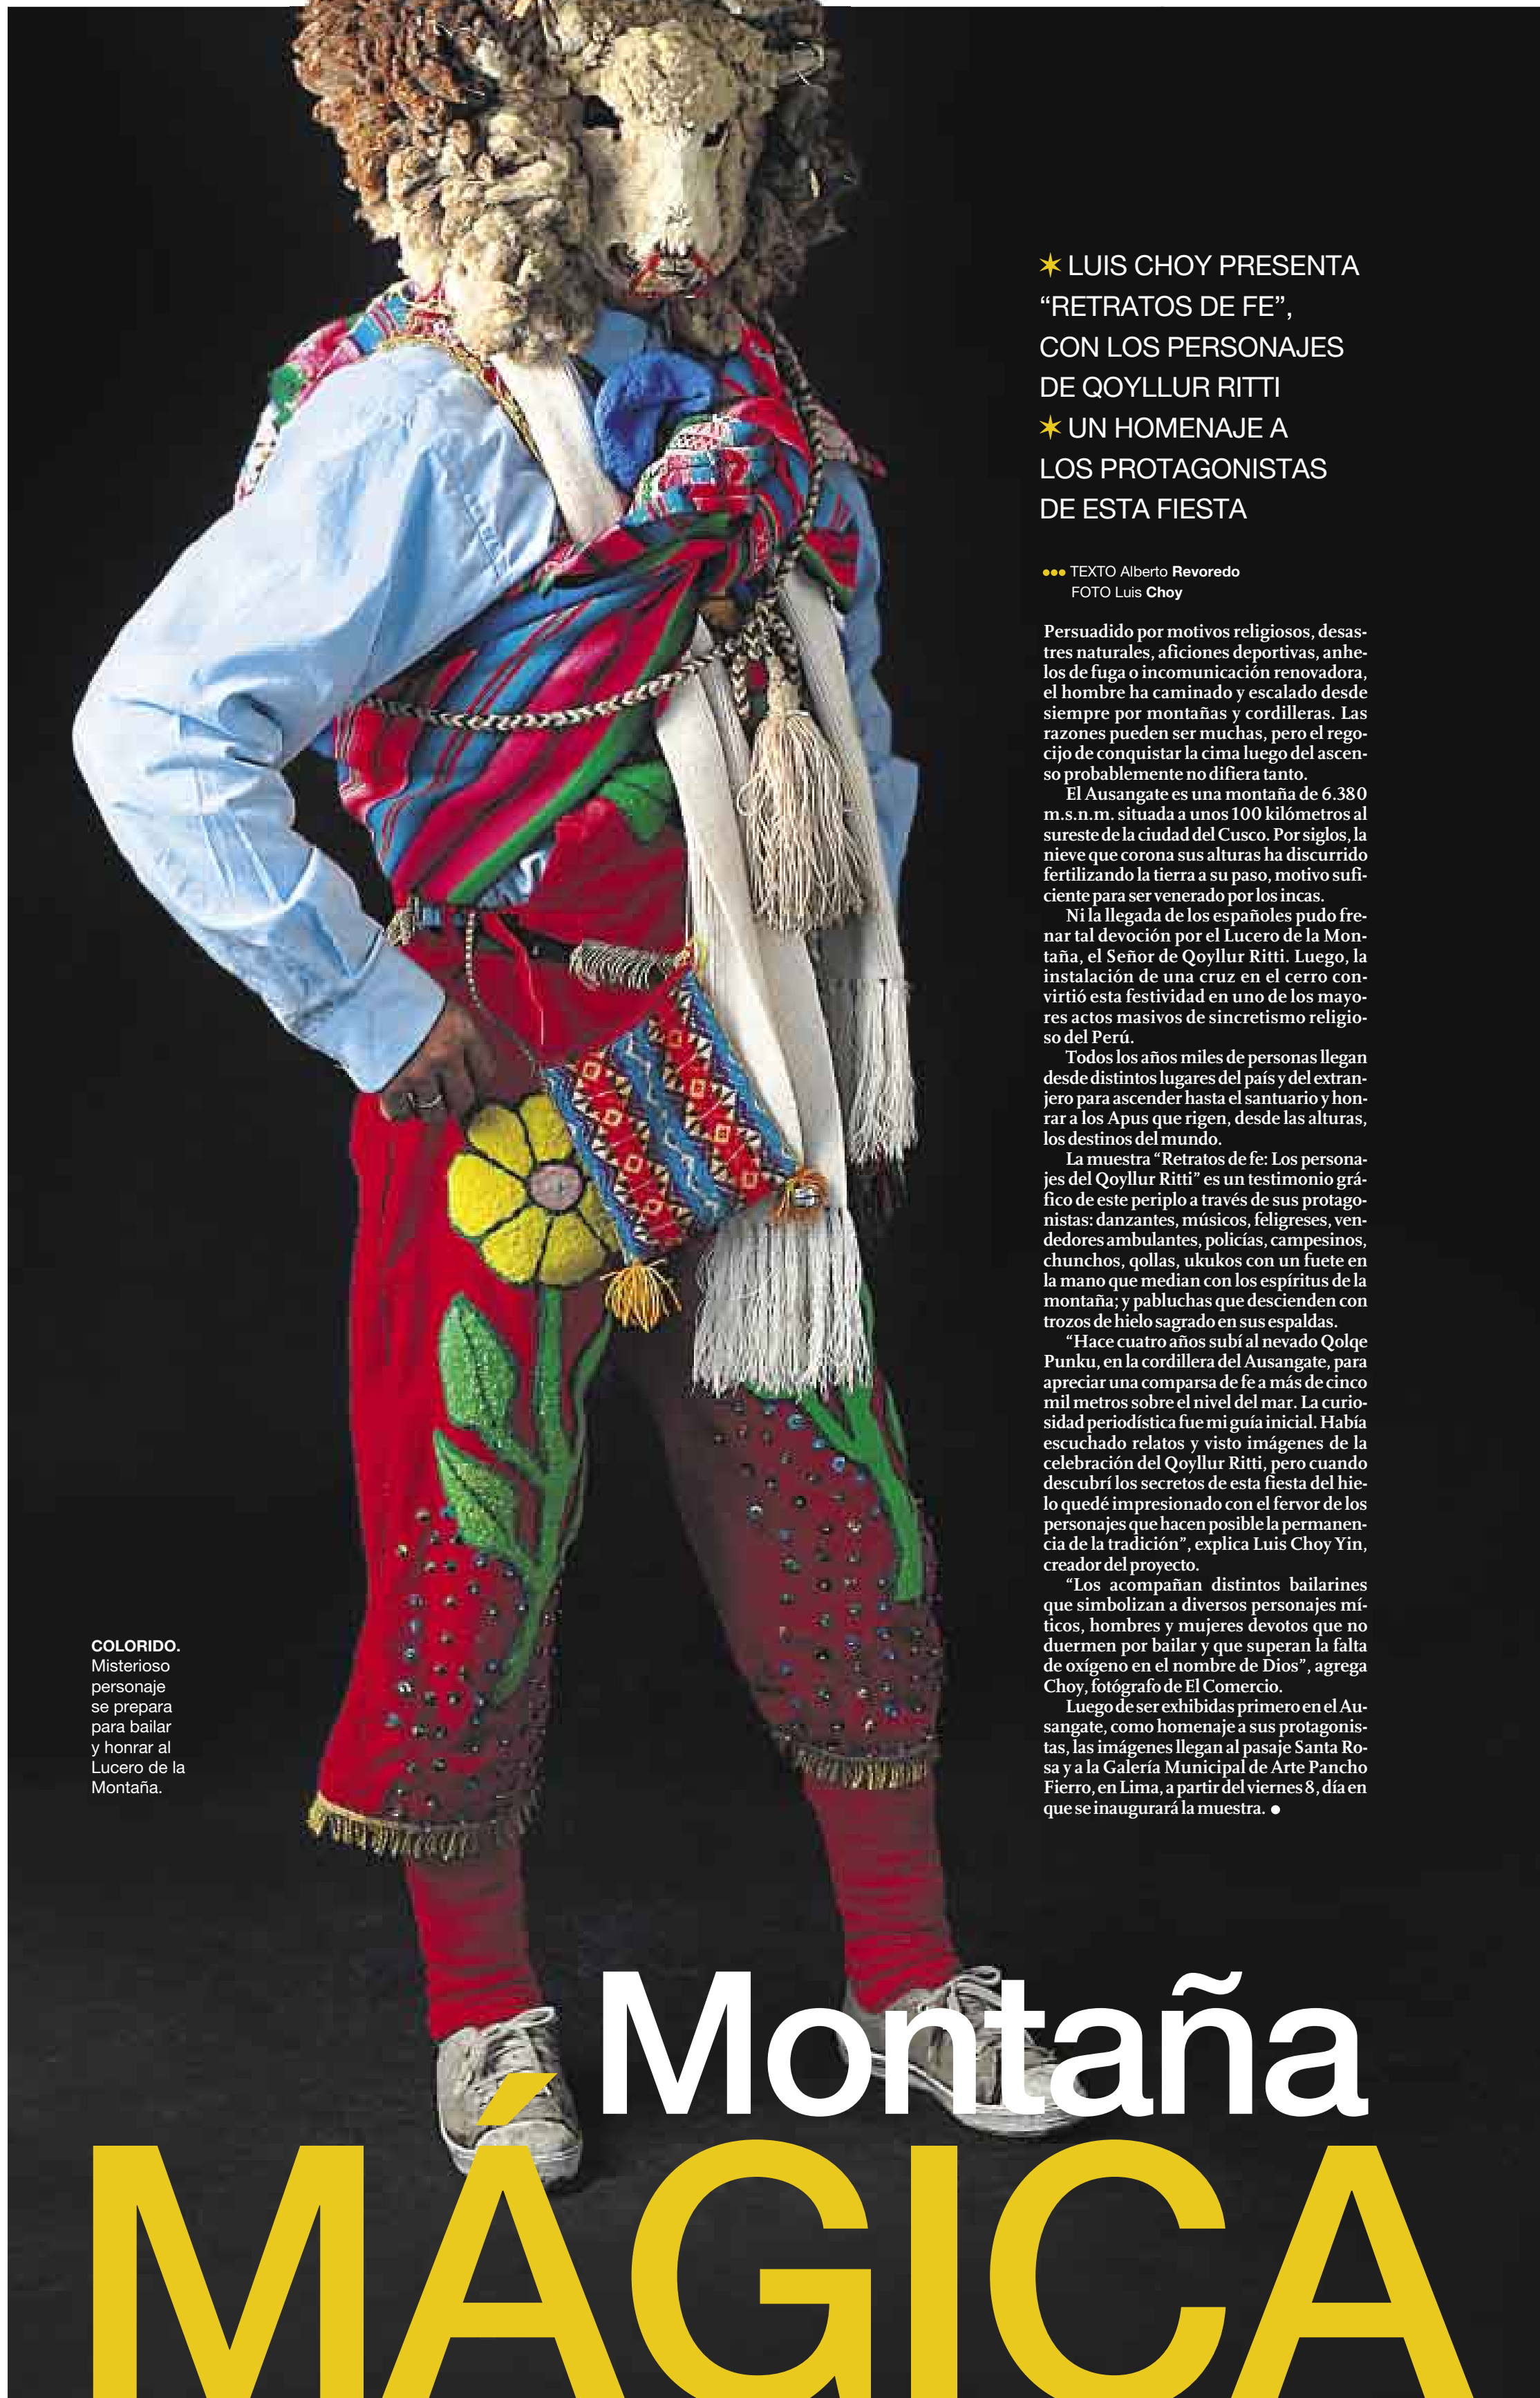 ✶ LUIS CHOY PRESENTA
“RETRATOS DE FE”,
CON LOS PERSONAJES
DE QOYLLUR RITTI
✶ UN HOMENAJE A
LOS PROTAGONISTAS
DE ESTA FIESTA
●●● TEXTO Alberto Revoredo
FOTO Luis Choy
Persuadido por motivos religiosos, desas-
tres naturales, aficiones deportivas, anhe-
los de fuga o incomunicación renovadora,
el hombre ha caminado y escalado desde
siempre por montañas y cordilleras. Las
razones pueden ser muchas, pero el rego-
cijo de conquistar la cima luego del ascen-
so probablemente no difiera tanto.
El Ausangate es una montaña de 6.380
m.s.n.m. situada a unos 100 kilómetros al
sureste de la ciudad del Cusco. Por siglos, la
nieve que corona sus alturas ha discurrido
fertilizando la tierra a su paso, motivo sufi-
ciente para ser venerado por los incas.
Ni la llegada de los españoles pudo fre-
nar tal devoción por el Lucero de la Mon-
taña, el Señor de Qoyllur Ritti. Luego, la
instalación de una cruz en el cerro con-
virtió esta festividad en uno de los mayo-
res actos masivos de sincretismo religio-
so del Perú.
Todos los años miles de personas llegan
desde distintos lugares del país y del extran-
jero para ascender hasta el santuario y hon-
rar a los Apus que rigen, desde las alturas,
los destinos del mundo.
La muestra “Retratos de fe: Los persona-
jes del Qoyllur Ritti” es un testimonio grá-
fico de este periplo a través de sus protago-
nistas: danzantes, músicos, feligreses, ven-
dedores ambulantes, policías, campesinos,
chunchos, qollas, ukukos con un fuete en
la mano que median con los espíritus de la
montaña; y pabluchas que descienden con
trozos de hielo sagrado en sus espaldas.
“Hace cuatro años subí al nevado Qolqe
Punku, en la cordillera del Ausangate, para
apreciar una comparsa de fe a más de cinco
mil metros sobre el nivel del mar. La curio-
sidad periodística fue mi guía inicial. Había
escuchado relatos y visto imágenes de la
celebración del Qoyllur Ritti, pero cuando
descubrí los secretos de esta fiesta del hie-
lo quedé impresionado con el fervor de los
personajes que hacen posible la permanen-
cia de la tradición”, explica Luis Choy Yin,
creador del proyecto.
“Los acompañan distintos bailarines
que simbolizan a diversos personajes mí-
ticos, hombres y mujeres devotos que no
duermen por bailar y que superan la falta
de oxígeno en el nombre de Dios”, agrega
Choy, fotógrafo de El Comercio.
Luego de ser exhibidas primero en el Au-
sangate, como homenaje a sus protagonis-
tas, las imágenes llegan al pasaje Santa Ro-
sa y a la Galería Municipal de Arte Pancho
Fierro, en Lima, a partir del viernes 8, día en
que se inaugurará la muestra. ●
COLORIDO.
Misterioso
personaje
se prepara
para bailar
y honrar al
Lucero de la
Montaña.
Montaña
MÁGICA